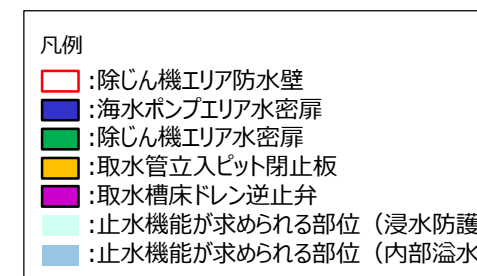 凡例
:除じん機エリア防水壁
:海水ポンプエリア水密扉
:除じん機エリア水密扉
:取水管立入ピット閉止板
:取水槽床ドレン逆止弁
:止水機能が求められる部位（浸水防護
:止水機能が求められる部位（内部溢水